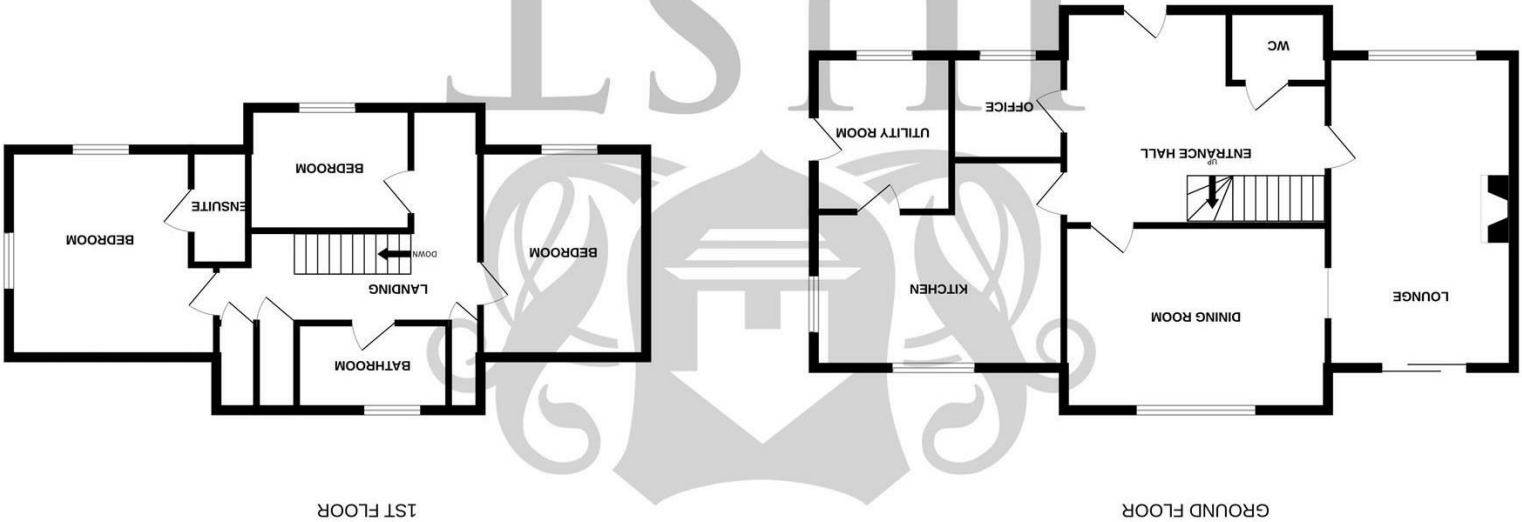 GROUND FLOOR
LOUNGE
DINING ROOM
KITCHEN
UP
ENTRANCE HALL
UTILITY ROOM
OFFICE
WC
1ST FLOOR
BATHROOM
LANDING
DOWN
BEDROOM
BEDROOM
ENSUITE
BEDROOM